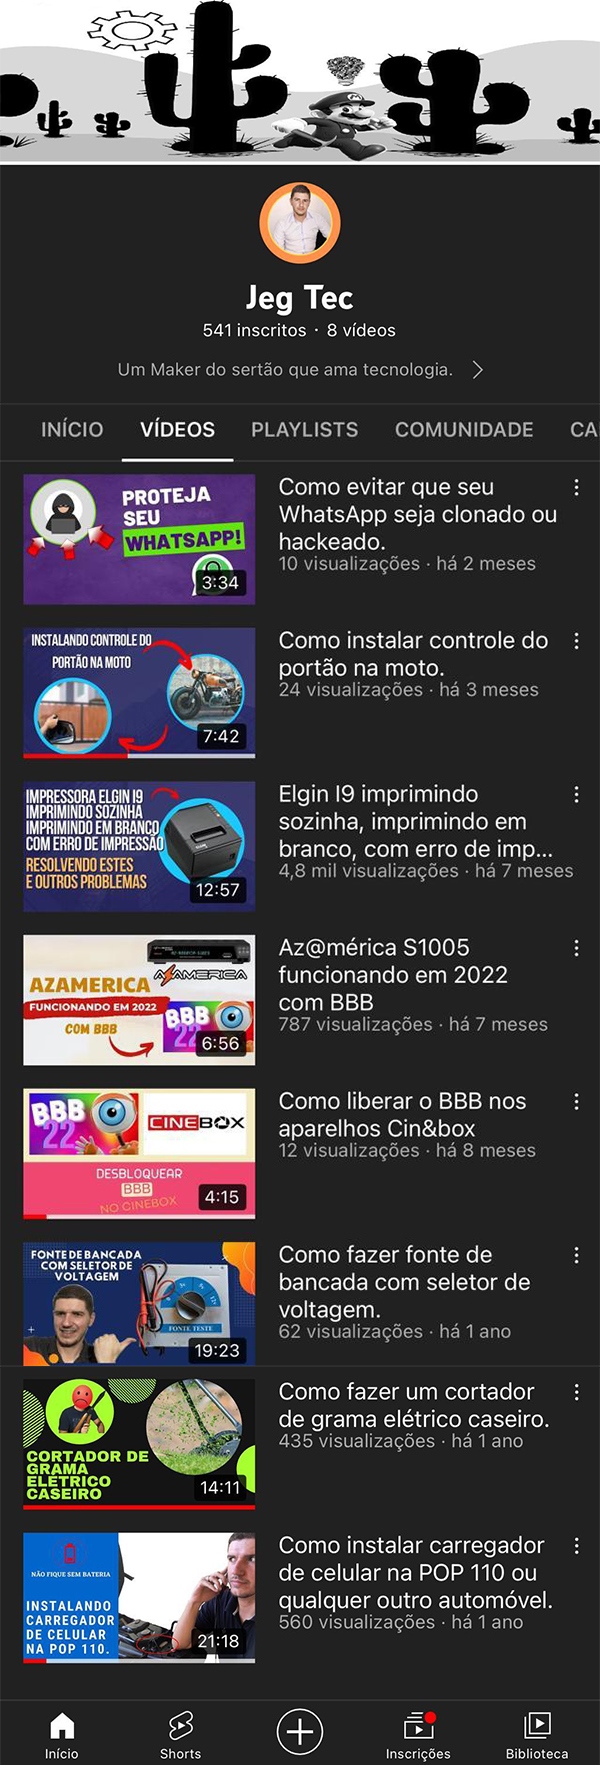 Jeg Tec
541 inscritos · 8 vídeos
Um Maker do sertão que ama tecnologia.
INÍCIO VÍDEOS PLAYLISTS COMUNIDADE CA
PROTEJA
SEU
WHATSAPP!
3:34
Como evitar que seu
WhatsApp seja clonado ou
hackeado.
10 visualizações · há 2 meses
INSTALANDO CONTROLE DO
PORTÃO NA MOTO
7:42
Como instalar controle do
portão na moto.
24 visualizações · há 3 meses
IMPRESSORA ELGIN I9
IMPRIMINDO SOZINHA
IMPRIMINDO EM BRANCO
COM ERRO DE IMPRESSÃO
RESOLVENDO ESTES
E OUTROS PROBLEMAS
12:57
Elgin I9 imprimindo
sozinha, imprimindo em
branco, com erro de imp...
4,8 mil visualizações · há 7 meses
AZAMERICA
AZAMERICA
FUNCIONANDO EM 2022
COM BBB
BBB
22
6:56
Az@mérica S1005
funcionando em 2022
com BBB
787 visualizações · há 7 meses
BBB
22
CINEBOX
DESBLOQUEAR
BBB
NO CINEBOX
4:15
Como liberar o BBB nos
aparelhos Cin&box
12 visualizações · há 8 meses
FONTE DE BANCADA
COM SELETOR DE
VOLTAGEM
FONTE TESTE
19:23
Como fazer fonte de
bancada com seletor de
voltagem.
62 visualizações · há 1 ano
CORTADOR DE
GRAMA
ELÉTRICO
CASEIRO
14:11
Como fazer um cortador
de grama elétrico caseiro.
435 visualizações · há 1 ano
NÃO FIQUE SEM BATERIA
INSTALANDO
CARREGADOR
DE CELULAR
NA POP 110.
21:18
Como instalar carregador
de celular na POP 110 ou
qualquer outro automóvel.
560 visualizações · há 1 ano
Início Shorts Inscrições Biblioteca